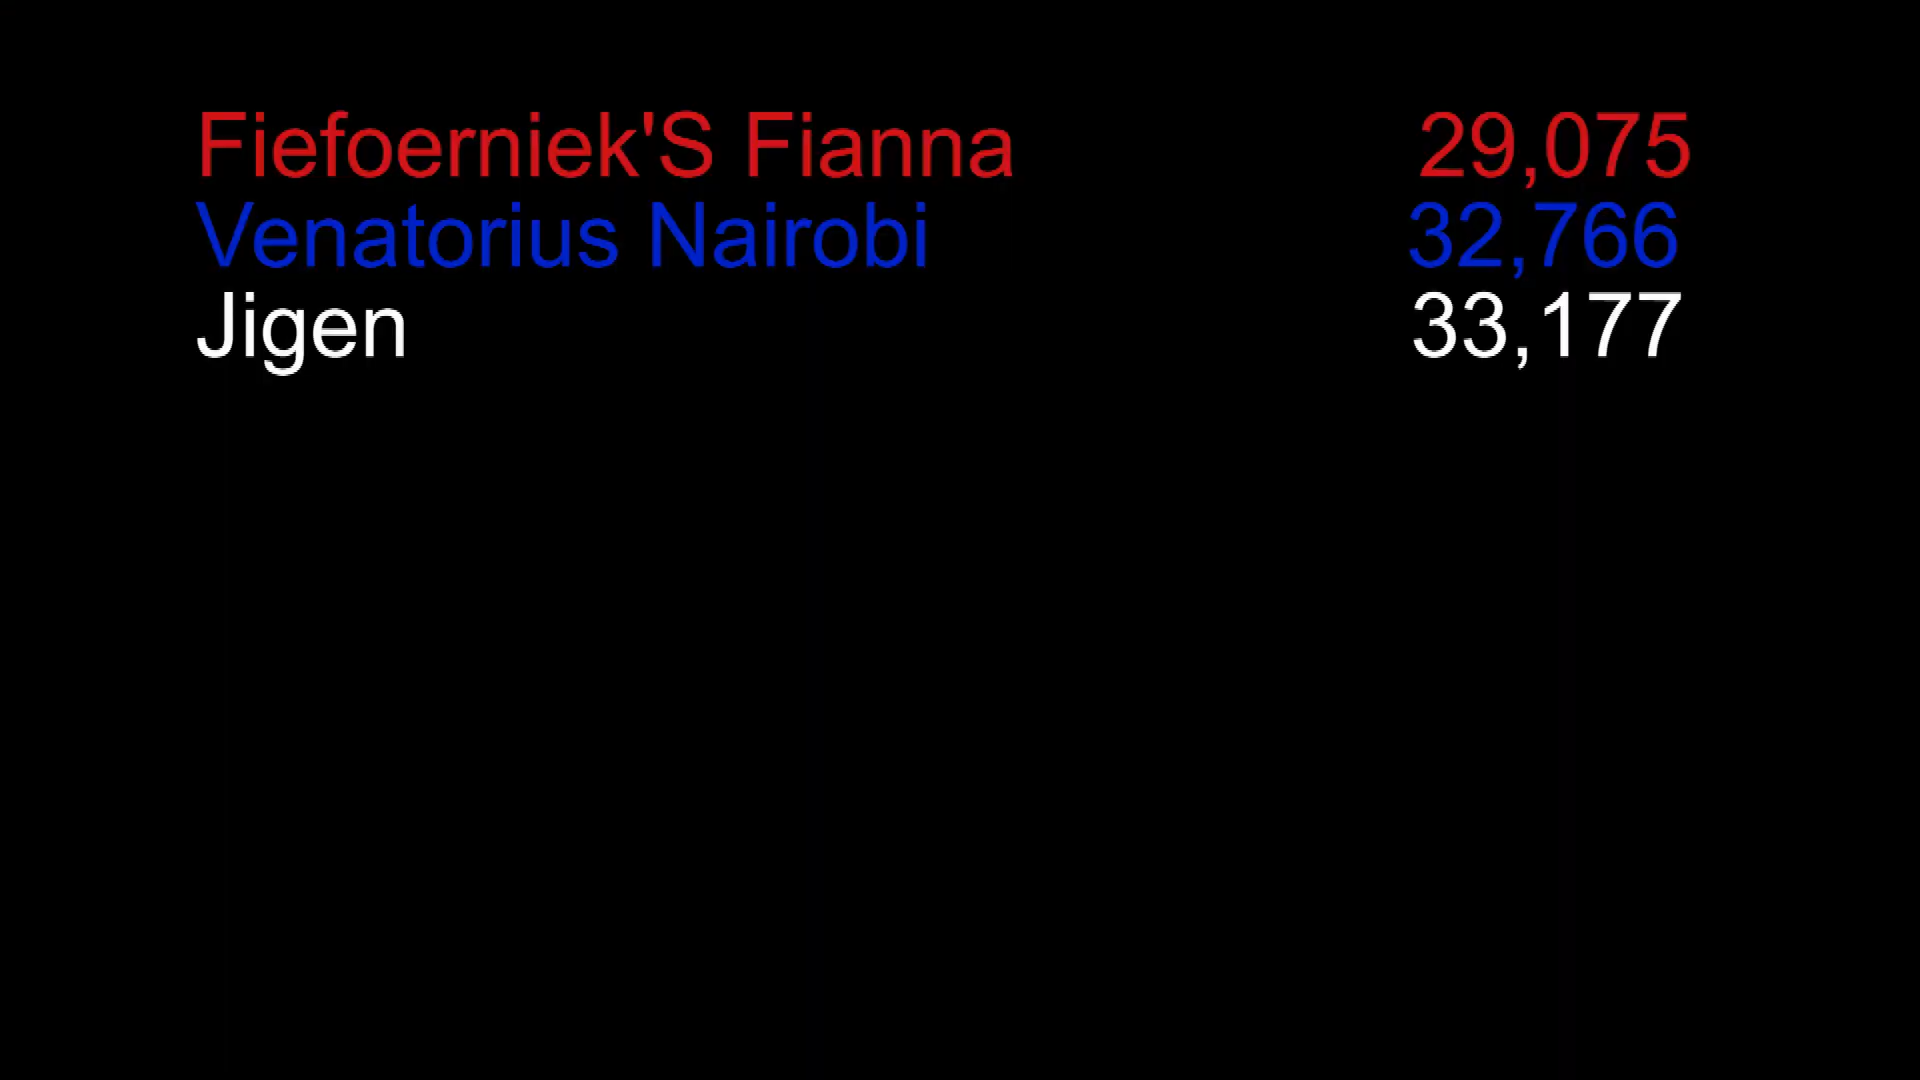 Fiefoerniek'S Fianna 29,075
Venatorius Nairobi 32,766
Jigen 33,177